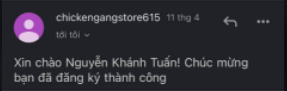 chickengangstore615 11 thg 4
tới tôi
Xin chào Nguyễn Khánh Tuấn! Chúc mừng
bạn đã đăng ký thành công